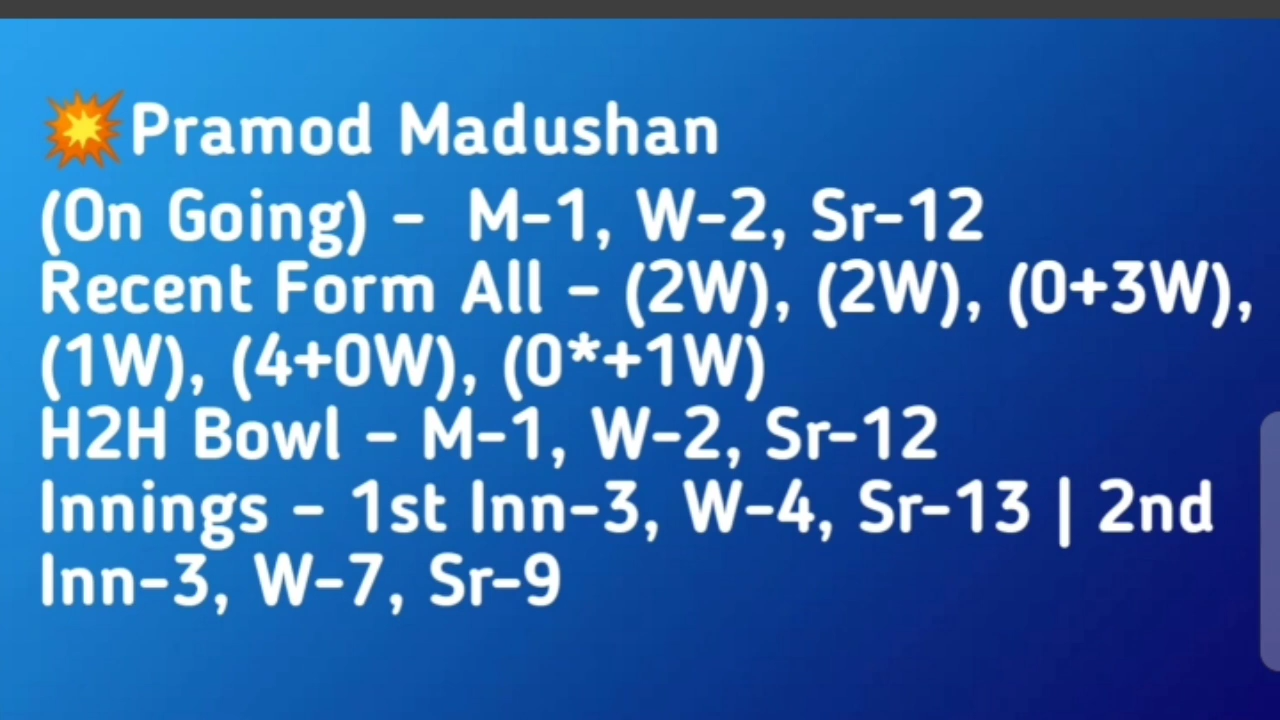 💥Pramod Madushan
(On Going) - M-1, W-2, Sr-12
Recent Form All - (2W), (2W), (0+3W),
(1W), (4+0W), (0*+1W)
H2H Bowl - M-1, W-2, Sr-12
Innings - 1st Inn-3, W-4, Sr-13 | 2nd
Inn-3, W-7, Sr-9